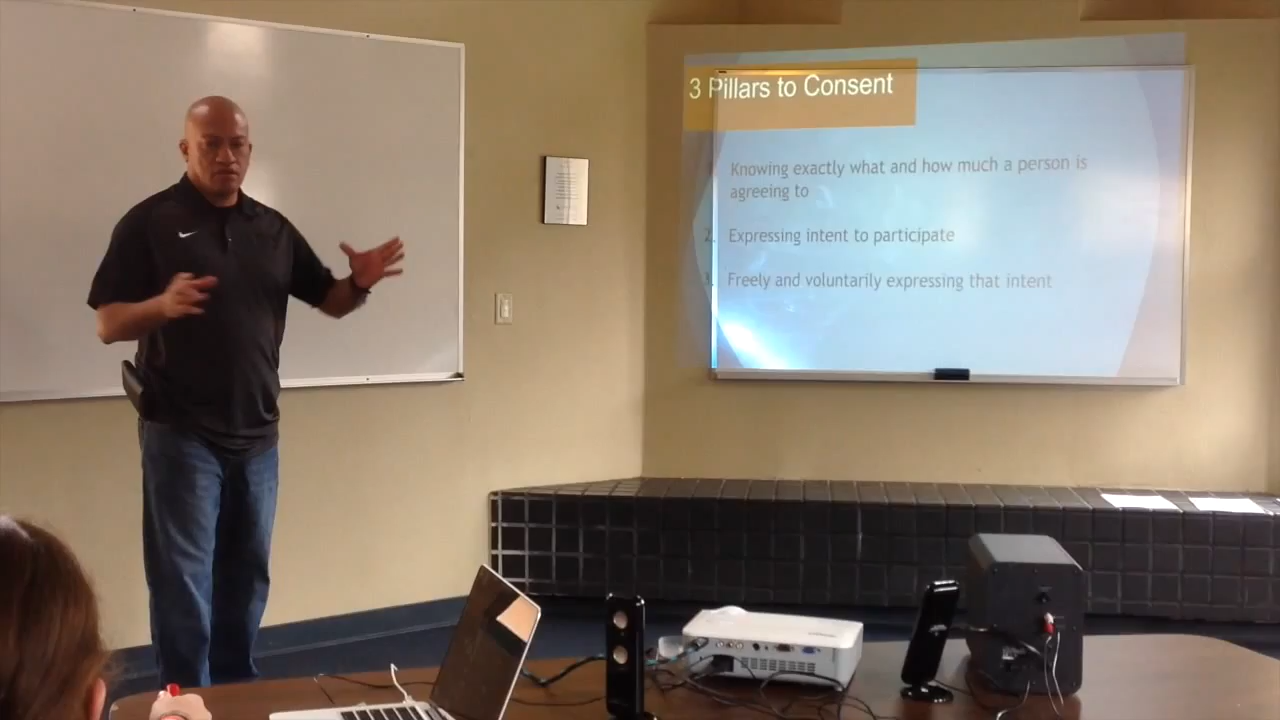 3 Pillars to Consent
Knowing exactly what and how much a person is
agreeing to
2. Expressing intent to participate
Freely and voluntarily expressing that intent